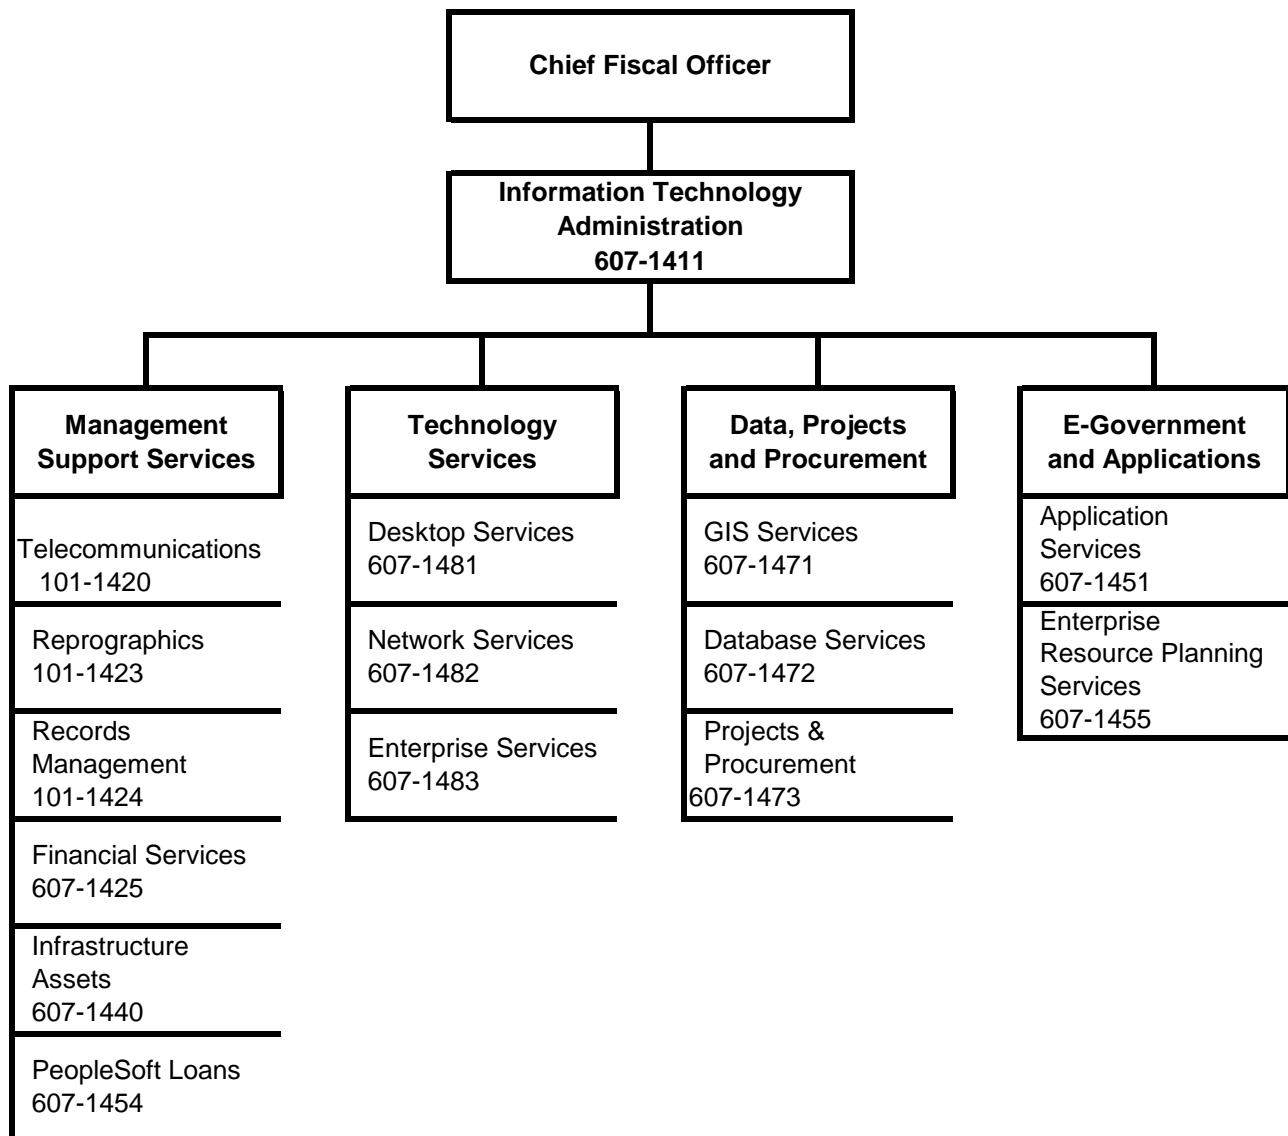 Chief Fiscal Officer
Information Technology
Administration
607-1411
Management
Support Services
Telecommunications
101-1420
Reprographics
101-1423
Records
Management
101-1424
Financial Services
607-1425
Infrastructure
Assets
607-1440
PeopleSoft Loans
607-1454
Technology
Services
Desktop Services
607-1481
Network Services
607-1482
Enterprise Services
607-1483
Data, Projects
and Procurement
GIS Services
607-1471
Database Services
607-1472
Projects &
Procurement
607-1473
E-Government
and Applications
Application
Services
607-1451
Enterprise
Resource Planning
Services
607-1455